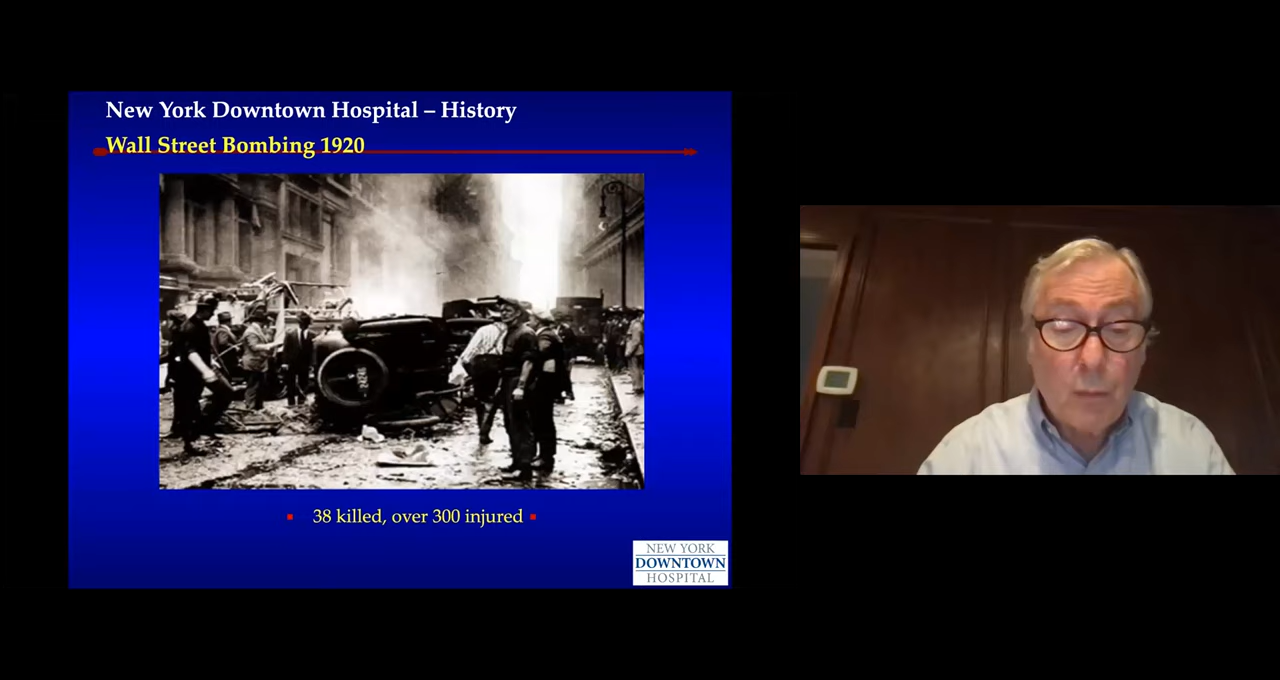 New York Downtown Hospital – History
Wall Street Bombing 1920
38 killed, over 300 injured
NEW YORK
DOWNTOWN
HOSPITAL